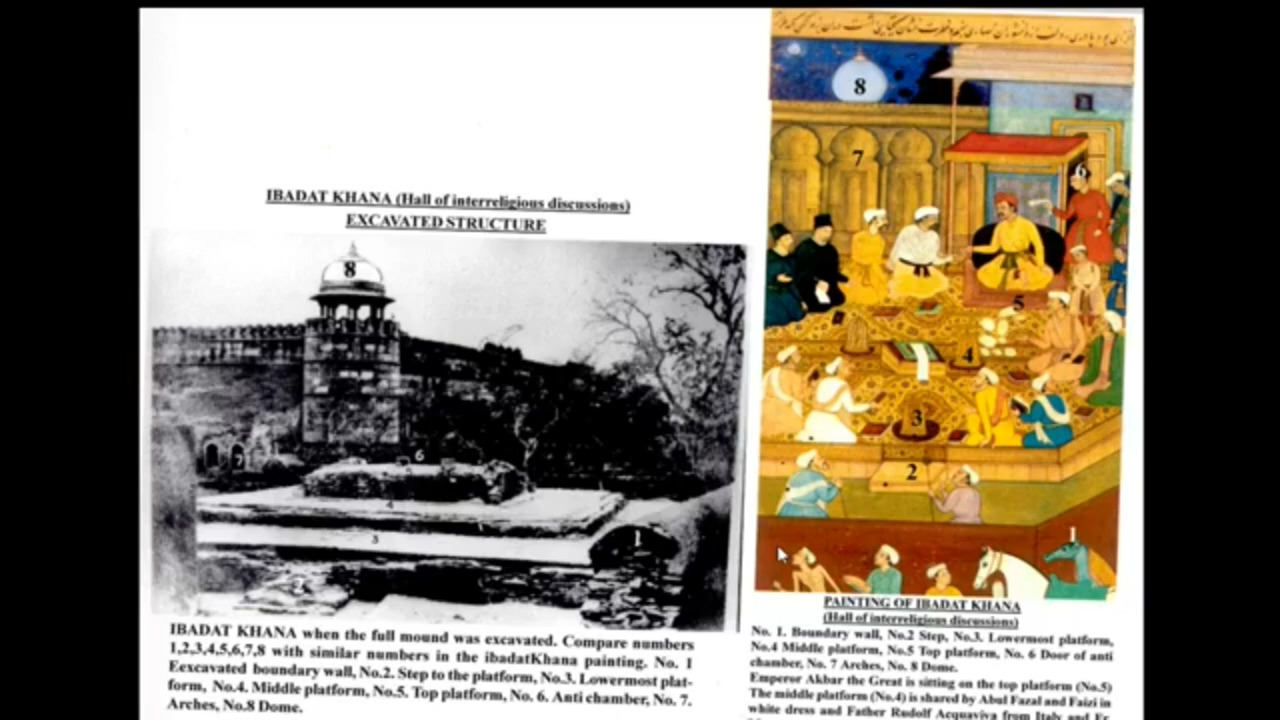 IBADAT KHANA (Hall of interreligious discussions)
EXCAVATED STRUCTURE
8
7
6
4
3
1
IBADAT KHANA when the full mound was excavated. Compare numbers
1,2,3,4,5,6,7,8 with similar numbers in the ibadatKhana painting. No. 1
Eexcavated boundary wall, No.2. Step to the platform, No.3. Lowermost plat-
form, No.4. Middle platform, No.5. Top platform, No. 6. Anti chamber, No. 7.
Arches, No.8 Dome.
8
7
6
5
4
3
2
1
PAINTING OF IBADAT KHANA
(Hall of interreligious discussions)
No. 1. Boundary wall, No.2 Step, No.3. Lowermost platform,
No.4 Middle platform, No.5 Top platform, No. 6 Door of anti
chamber, No. 7 Arches, No. 8 Dome.
Emperor Akbar the Great is sitting on the top platform (No.5)
The middle platform (No.4) is shared by Abul Fazal and Faizi in
white dress and Father Rudolf Acquaviva from Italy and Fr